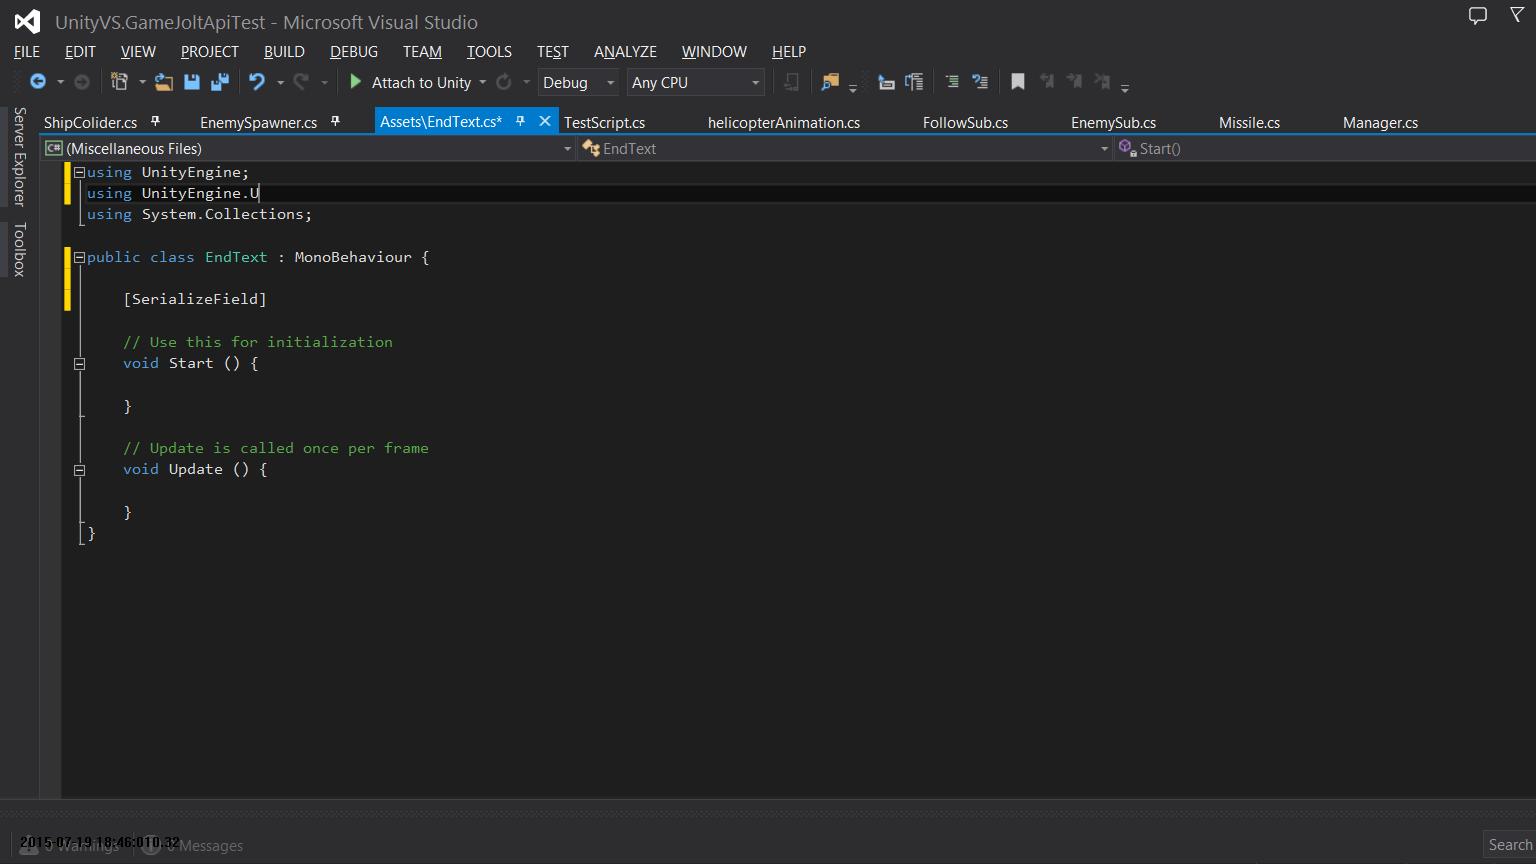 UnityVS.GameJoltApiTest - Microsoft Visual Studio
FILE EDIT VIEW PROJECT BUILD DEBUG TEAM TOOLS TEST ANALYZE WINDOW HELP
Attach to Unity Debug Any CPU
Server Explorer
Toolbox
ShipColider.cs EnemySpawner.cs Assets\EndText.cs* TestScript.cs helicopterAnimation.cs FollowSub.cs EnemySub.cs Missile.cs Manager.cs
C# (Miscellaneous Files) EndText Start()
using UnityEngine;
using UnityEngine.U
using System.Collections;
public class EndText : MonoBehaviour {
[SerializeField]
// Use this for initialization
void Start () {
}
// Update is called once per frame
void Update () {
}
}
2015-07-19 18:46:010.32
0 Warnings 0 Messages
Search